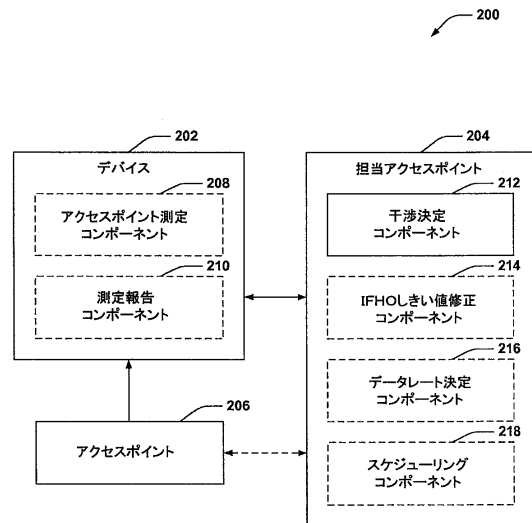 200
202
デバイス
208
アクセスポイント測定
コンポーネント
210
測定報告
コンポーネント
206
アクセスポイント
204
担当アクセスポイント
212
干渉決定
コンポーネント
214
IFHOしきい値修正
コンポーネント
216
データレート決定
コンポーネント
218
スケジューリング
コンポーネント